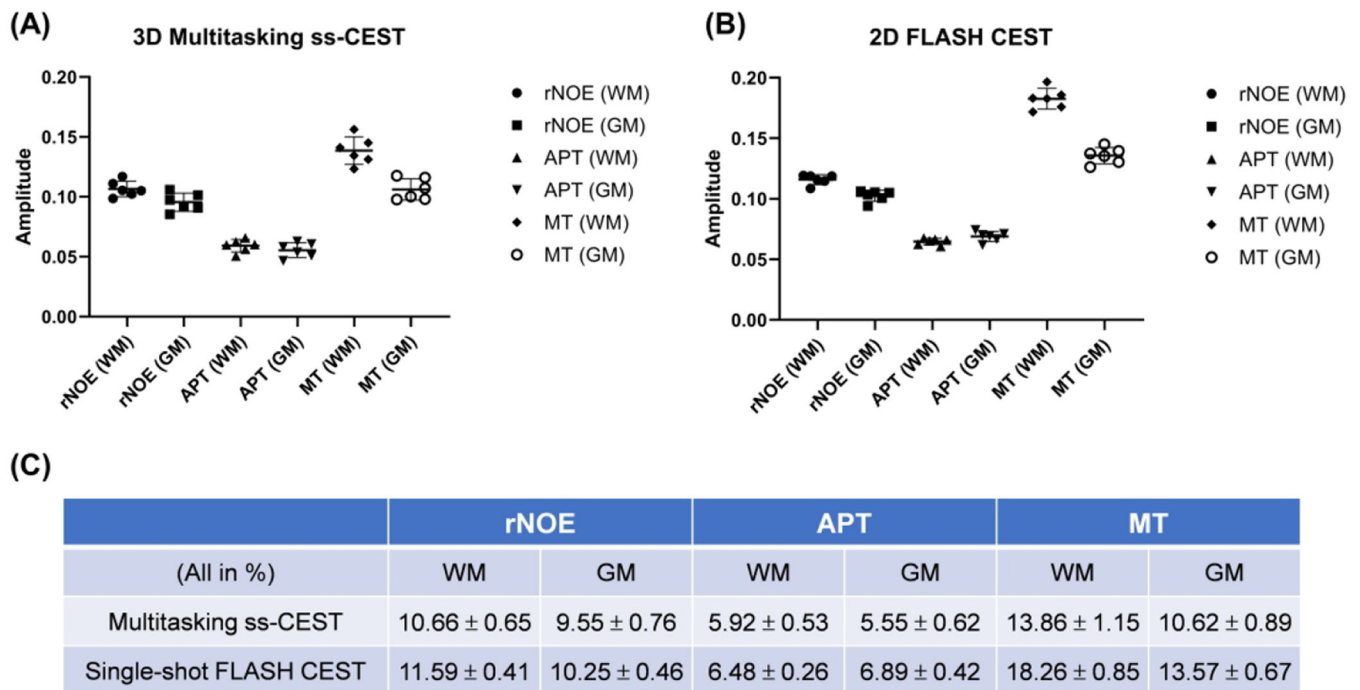 (A)
3D Multitasking ss-CEST
Amplitude
0.20
0.15
0.10
0.05
0.00
rNOE (WM)
rNOE (GM)
APT (WM)
APT (GM)
MT (WM)
MT (GM)
rNOE (WM)
rNOE (GM)
APT (WM)
APT (GM)
MT (WM)
MT (GM)
(B)
2D FLASH CEST
Amplitude
0.20
0.15
0.10
0.05
0.00
rNOE (WM)
rNOE (GM)
APT (WM)
APT (GM)
MT (WM)
MT (GM)
rNOE (WM)
rNOE (GM)
APT (WM)
APT (GM)
MT (WM)
MT (GM)
(C)
rNOE APT MT
(All in %) WM GM WM GM WM GM
Multitasking ss-CEST 10.66 ± 0.65 9.55 ± 0.76 5.92 ± 0.53 5.55 ± 0.62 13.86 ± 1.15 10.62 ± 0.89
Single-shot FLASH CEST 11.59 ± 0.41 10.25 ± 0.46 6.48 ± 0.26 6.89 ± 0.42 18.26 ± 0.85 13.57 ± 0.67